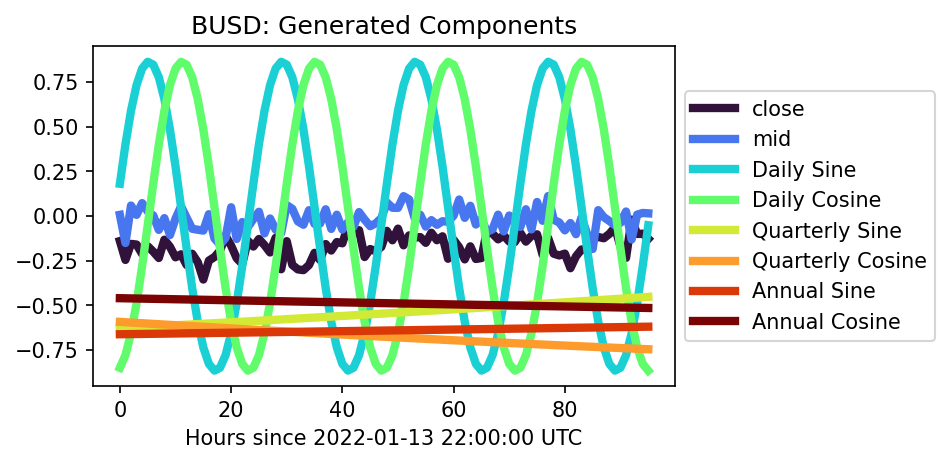 BUSD: Generated Components
0.75
0.50
0.25
0.00
−0.25
−0.50
−0.75
0 20 40 60 80
Hours since 2022-01-13 22:00:00 UTC
close
mid
Daily Sine
Daily Cosine
Quarterly Sine
Quarterly Cosine
Annual Sine
Annual Cosine